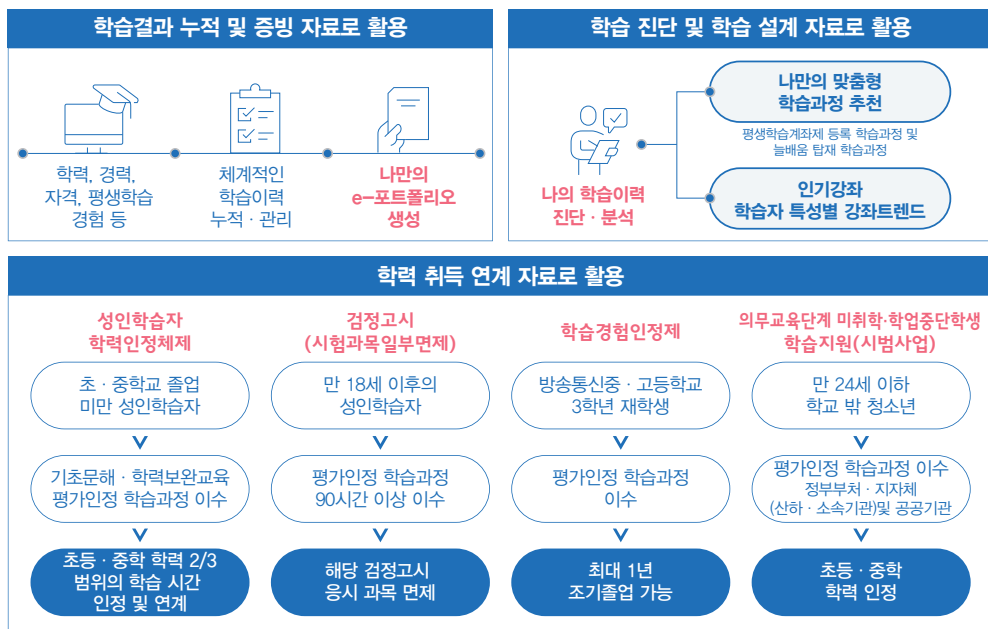 학습결과 누적 및 증빙 자료로 활용
학력, 경력,
자격, 평생학습
경험 등
체계적인
학습이력
누적 · 관리
나만의
e-포트폴리오
생성
학습 진단 및 학습 설계 자료로 활용
나의 학습이력
진단 · 분석
나만의 맞춤형
학습과정 추천
평생학습계좌제 등록 학습과정 및
늘배움 탑재 학습과정
인기강좌
학습자 특성별 강좌트렌드
학력 취득 연계 자료로 활용
성인학습자
학력인정체제
초 · 중학교 졸업
미만 성인학습자
기초문해 · 학력보완교육
평가인정 학습과정 이수
초등 · 중학 학력 2/3
범위의 학습 시간
인정 및 연계
검정고시
(시험과목일부면제)
만 18세 이후의
성인학습자
평가인정 학습과정
90시간 이상 이수
해당 검정고시
응시 과목 면제
학습경험인정제
방송통신중 · 고등학교
3학년 재학생
평가인정 학습과정
이수
최대 1년
조기졸업 가능
의무교육단계 미취학·학업중단학생
학습지원(시범사업)
만 24세 이하
학교 밖 청소년
평가인정 학습과정 이수
정부부처 · 지자체
(산하 · 소속기관)및 공공기관
초등 · 중학
학력 인정